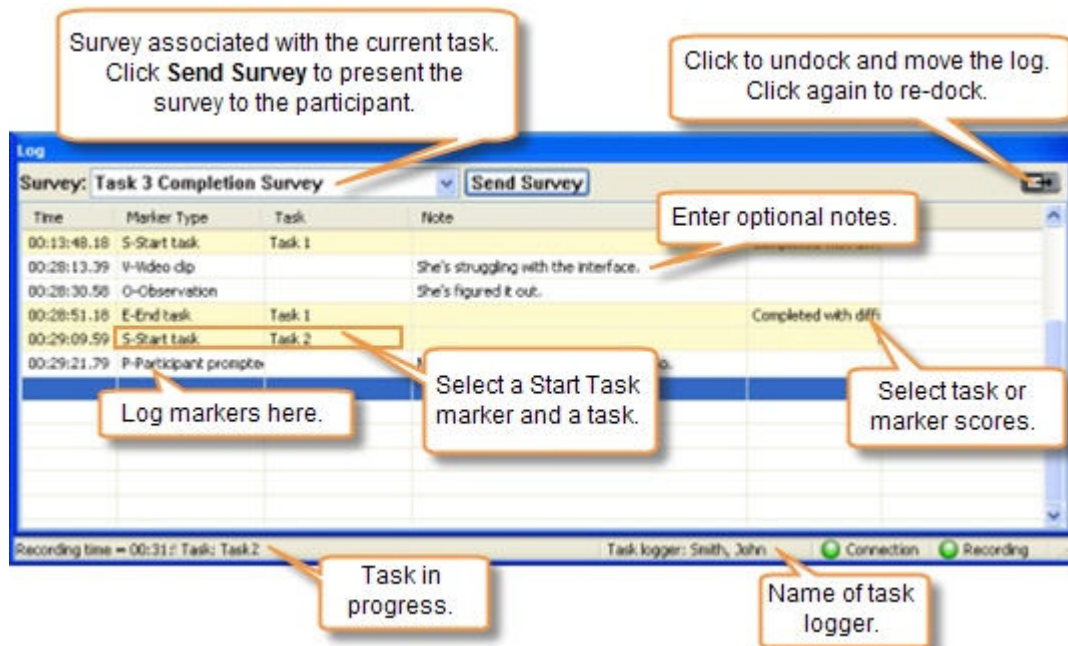 Survey associated with the current task.
Click Send Survey to present the
survey to the participant.
Click to undock and move the log.
Click again to re-dock.
Log
Survey: Task 3 Completion Survey Send Survey
Enter optional notes.
Time Marker Type Task Note
00:13:48.18 S-Start task Task 1
00:28:13.39 V-Video clip She's struggling with the interface.
00:28:30.58 O-Observation She's figured it out.
00:28:51.18 E-End task Task 1 Completed with diffi
00:29:09.59 S-Start task Task 2
00:29:21.79 P-Participant prompte
Log markers here.
Select a Start Task
marker and a task.
Select task or
marker scores.
Recording time = 00:31: Task: Task2 Task logger: Smith, John Connection Recording
Task in
progress.
Name of task
logger.